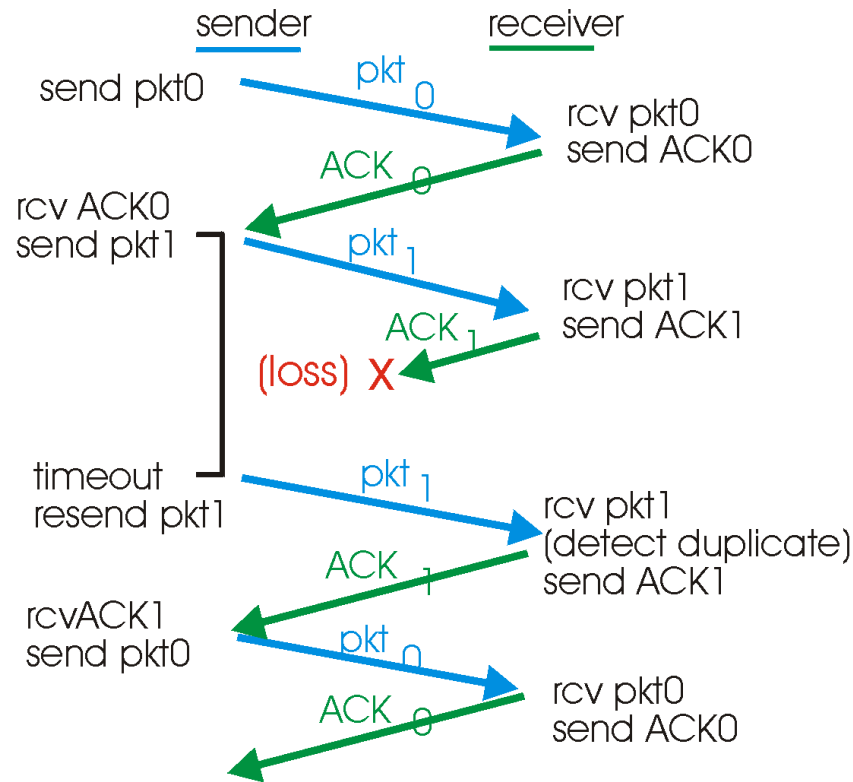 sender
receiver
send pkt0
pkt 0
rcv pkt0
send ACK0
ACK 0
rcv ACK0
send pkt1
pkt 1
rcv pkt1
send ACK1
ACK 1
(loss) X
timeout
resend pkt1
pkt 1
rcv pkt1
(detect duplicate)
send ACK1
ACK 1
rcvACK1
send pkt0
pkt 0
rcv pkt0
send ACK0
ACK 0